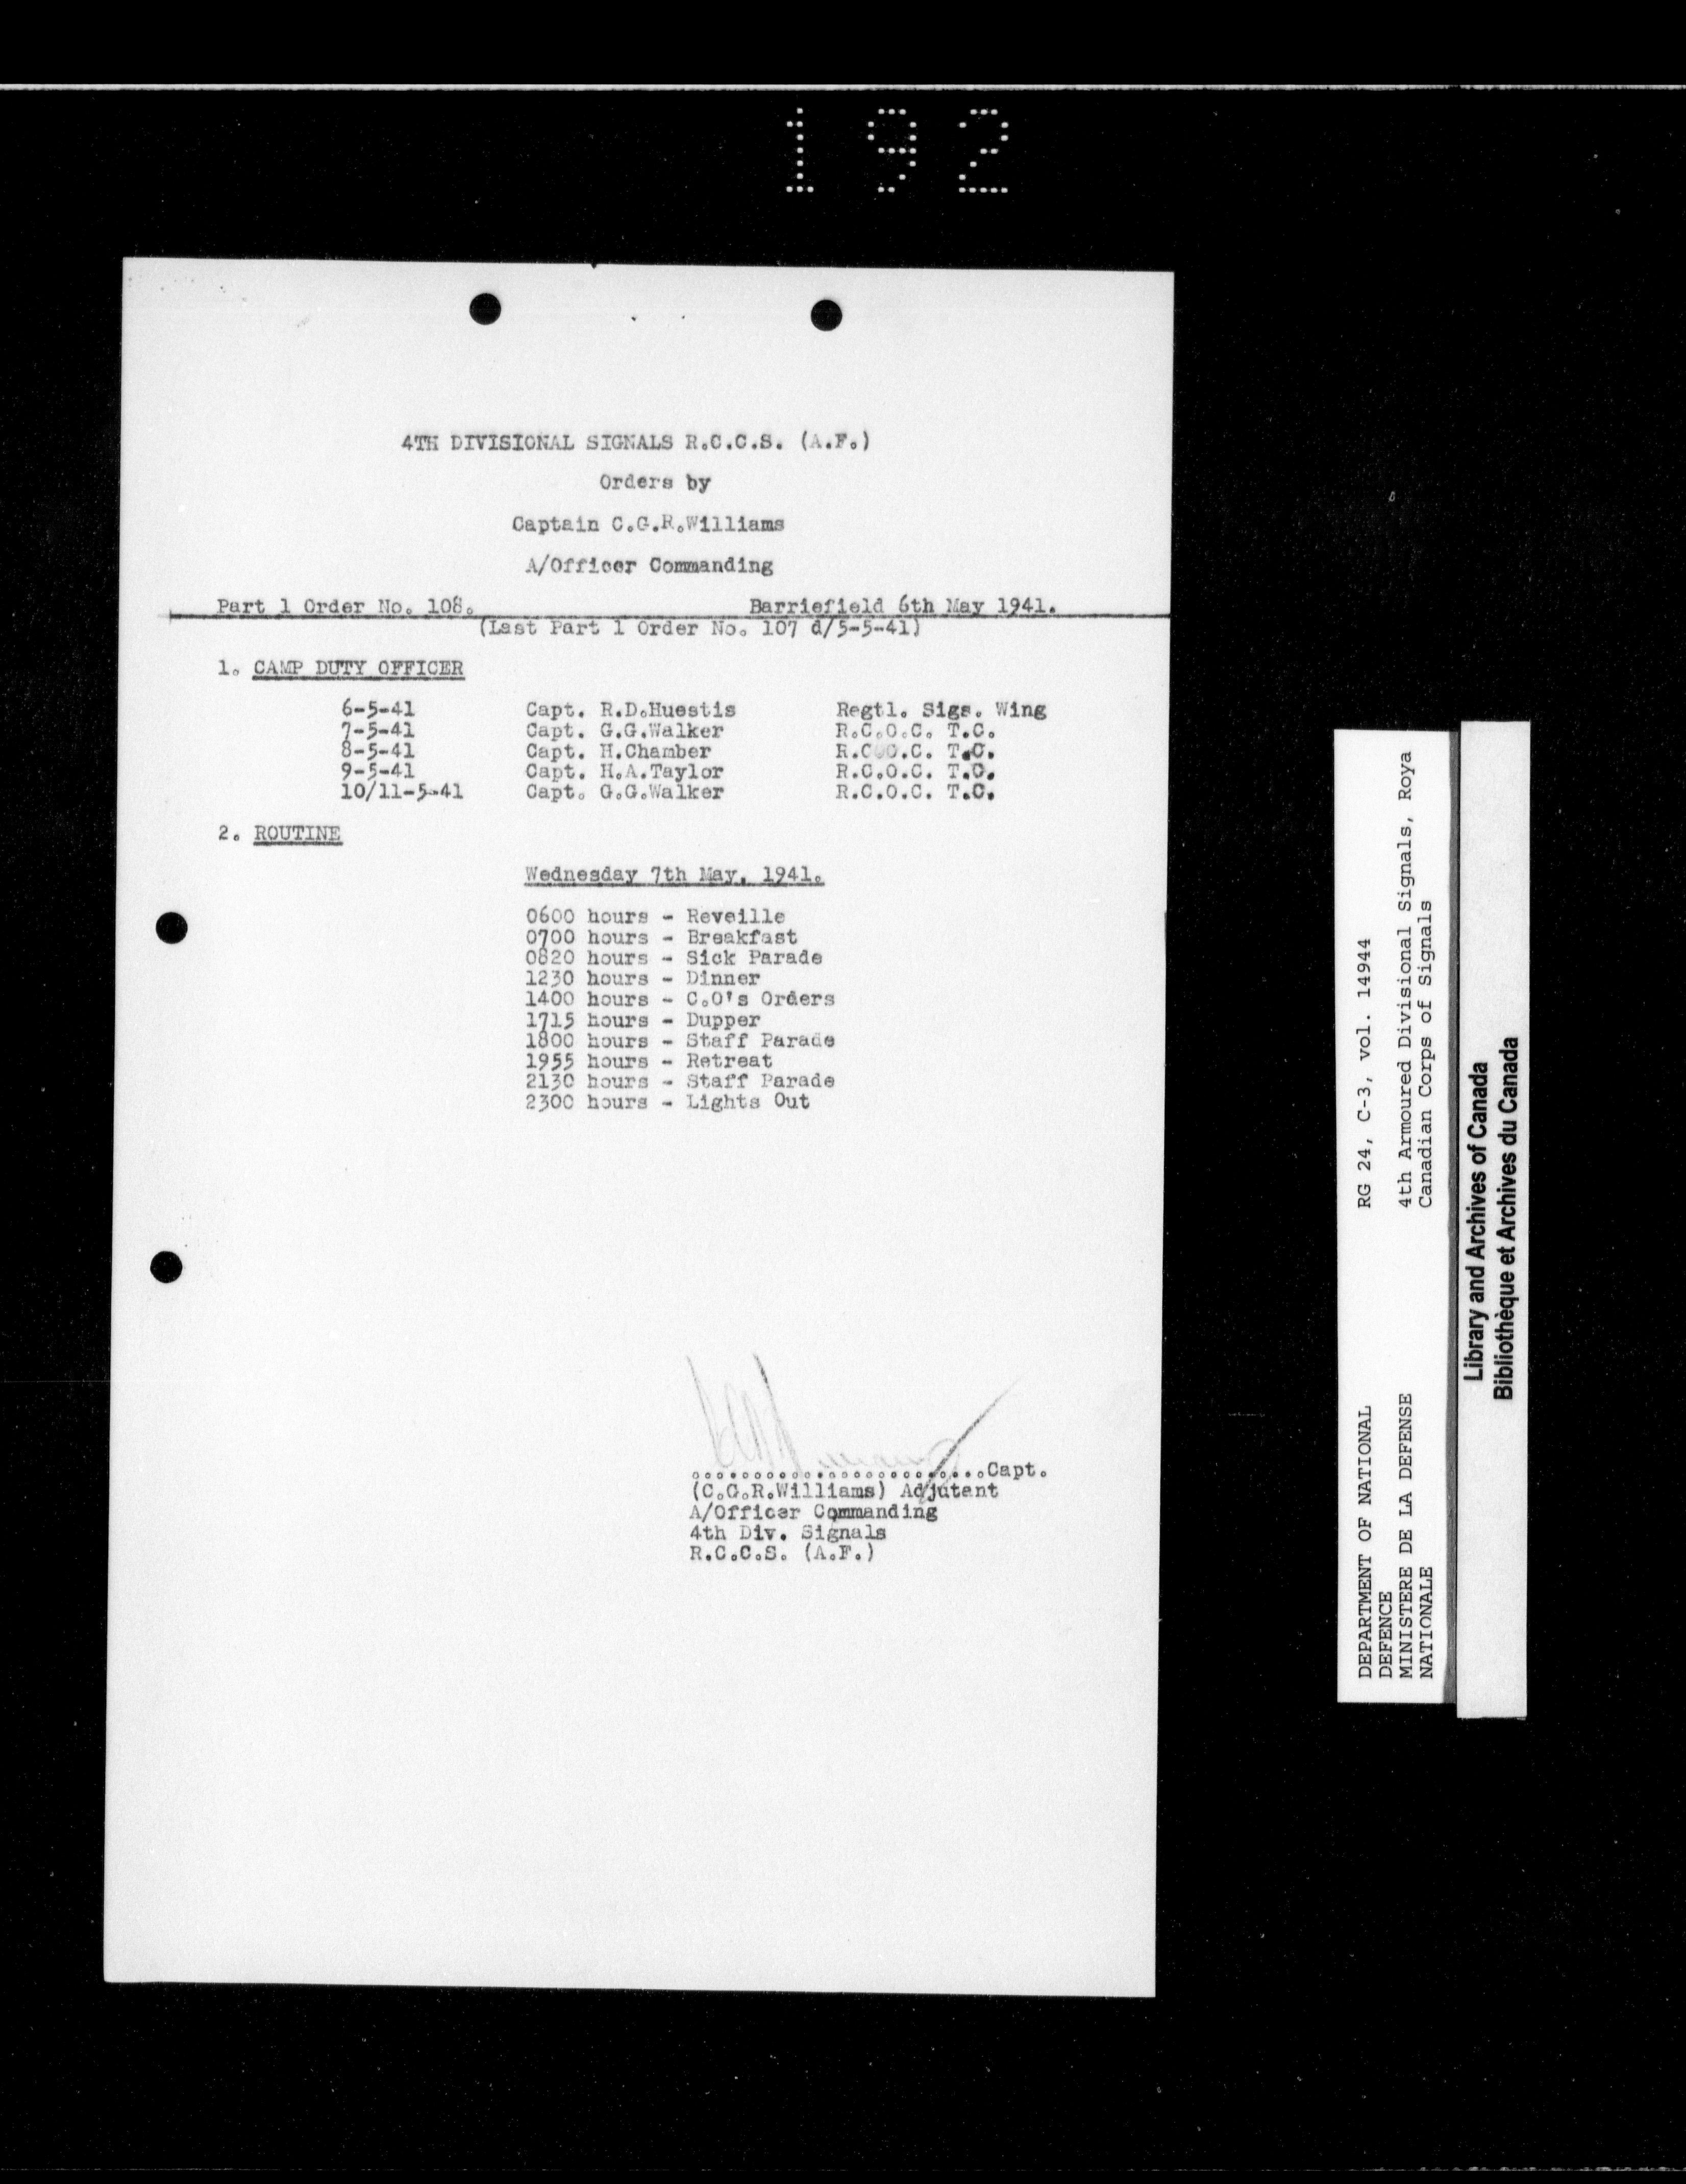 192
4TH DIVISIONAL SIGNALS R.C.C.S. (A.F.)
Orders by
Captain C.G.R.Williams
A/Officer Commanding
Part 1 Order No. 108. Barriefield 6th May 1941.
(Last Part 1 Order No. 107 d/5-5-41)
1. CAMP DUTY OFFICER
6-5-41 Capt. R.D.Huestis Regtl. Sigs. Wing
7-5-41 Capt. G.G.Walker R.C.O.C. T.C.
8-5-41 Capt. H.Chamber R.C.O.C. T.C.
9-5-41 Capt. H.A.Taylor R.C.O.C. T.C.
10/11-5-41 Capt. G.G.Walker R.C.O.C. T.C.
2. ROUTINE
Wednesday 7th May, 1941.
0600 hours - Reveille
0700 hours - Breakfast
0820 hours - Sick Parade
1230 hours - Dinner
1400 hours - C.O's Orders
1715 hours - Dupper
1800 hours - Staff Parade
1955 hours - Retreat
2130 hours - Staff Parade
2300 hours - Lights Out
........................Capt.
(C.G.R.Williams) Adjutant
A/Officer Commanding
4th Div. Signals
R.C.C.S. (A.F.)
DEPARTMENT OF NATIONAL RG 24, C-3, vol. 14944
DEFENCE
MINISTERE DE LA DEFENSE 4th Armoured Divisional Signals, Roya
NATIONALE Canadian Corps of Signals
Library and Archives of Canada
Bibliothèque et Archives du Canada